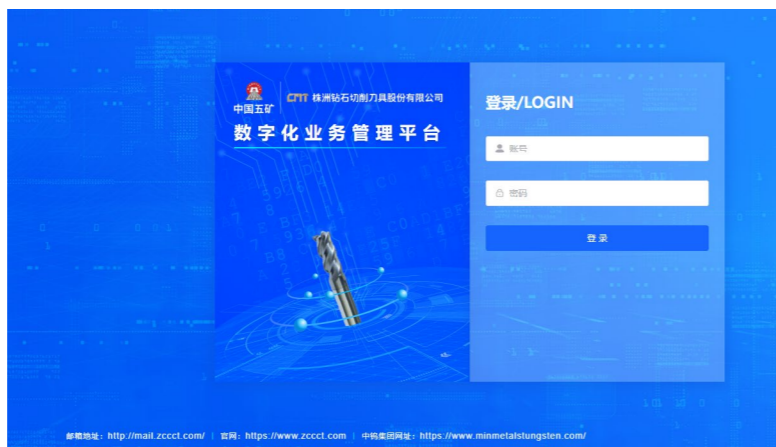 中国五矿
株洲钻石切削刀具股份有限公司
数字化业务管理平台
登录/LOGIN
账号
密码
登录
邮箱地址：http://mail.zccct.com/ | 官网：https://www.zccct.com | 中钨集团网址：https://www.minmetalstungsten.com/